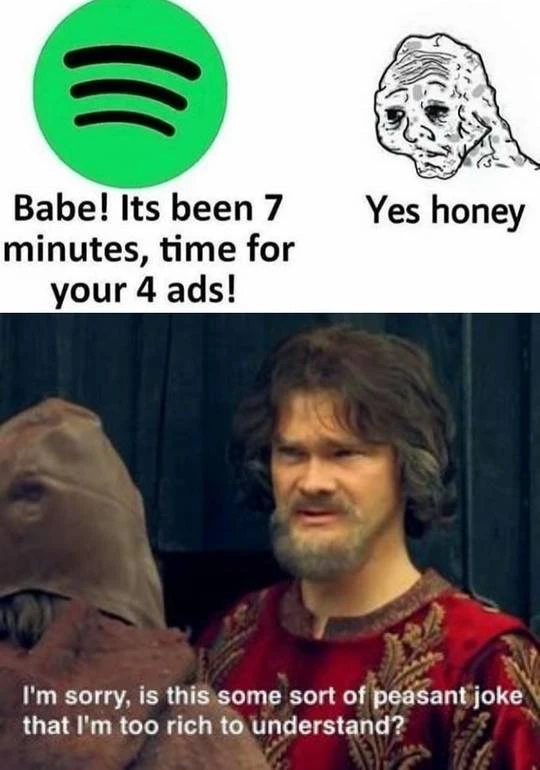 Babe! Its been 7
minutes, time for
your 4 ads!
Yes honey
I'm sorry, is this some sort of peasant joke
that I'm too rich to understand?